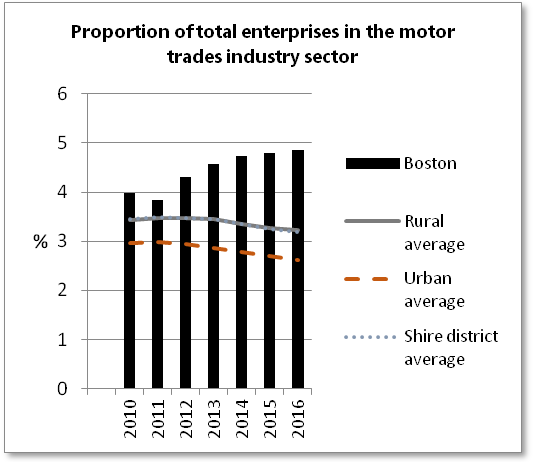 Proportion of total enterprises in the motor
trades industry sector
6
5
4
3
2
1
0
%
2010
2011
2012
2013
2014
2015
2016
Boston
Rural
average
Urban
average
Shire district
average